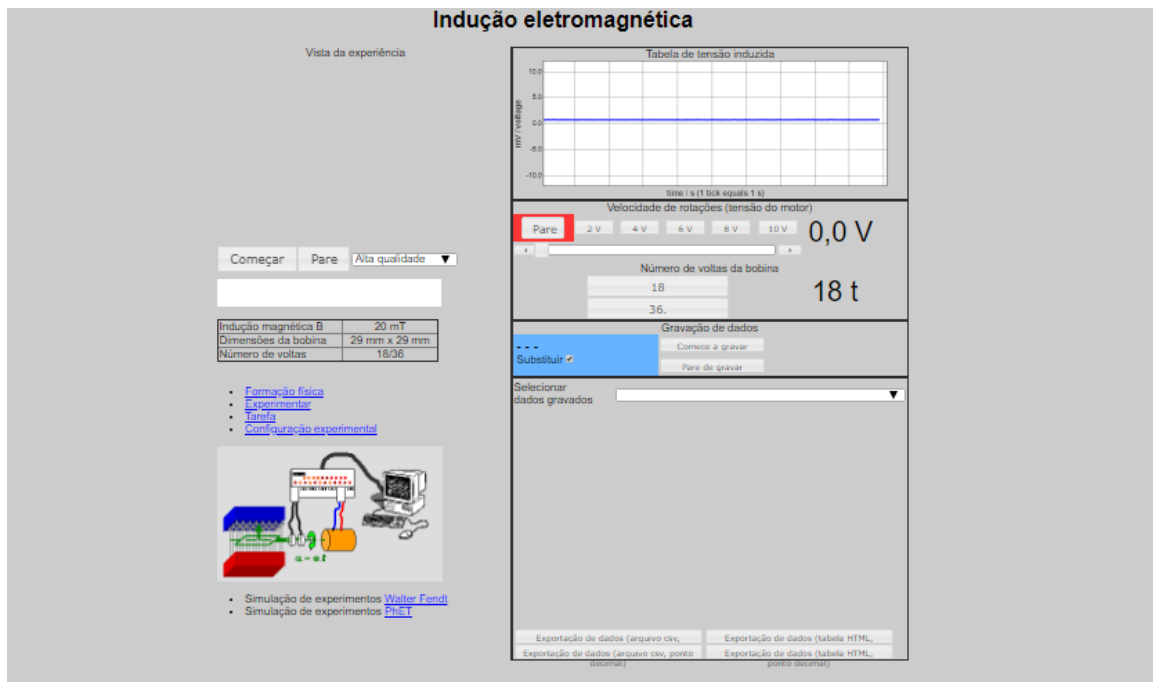 Indução eletromagnética
Vista da experiência
Começar Pare Alta qualidade
Indução magnética B 20 mT
Dimensões da bobina 29 mm x 29 mm
Número de voltas 18/36
Formação física
Experimentar
Tarefa
Configuração experimental
α = ω.t
Simulação de experimentos Walter Fendt
Simulação de experimentos PhET
Tabela de tensão induzida
mV / voltage
10.0
5.0
0.0
-5.0
-10.0
time / s (1 tick equals 1 s)
Velocidade de rotações (tensão do motor)
Pare 2 V 4 V 6 V 8 V 10 V 0,0 V
Número de voltas da bobina
18
36.
18 t
Gravação de dados
- - -
Substituir
Comece a gravar
Pare de gravar
Selecionar
dados gravados
Exportação de dados (arquivo csv, Exportação de dados (tabela HTML,
Exportação de dados (arquivo csv, ponto decimal) Exportação de dados (tabela HTML, ponto decimal)